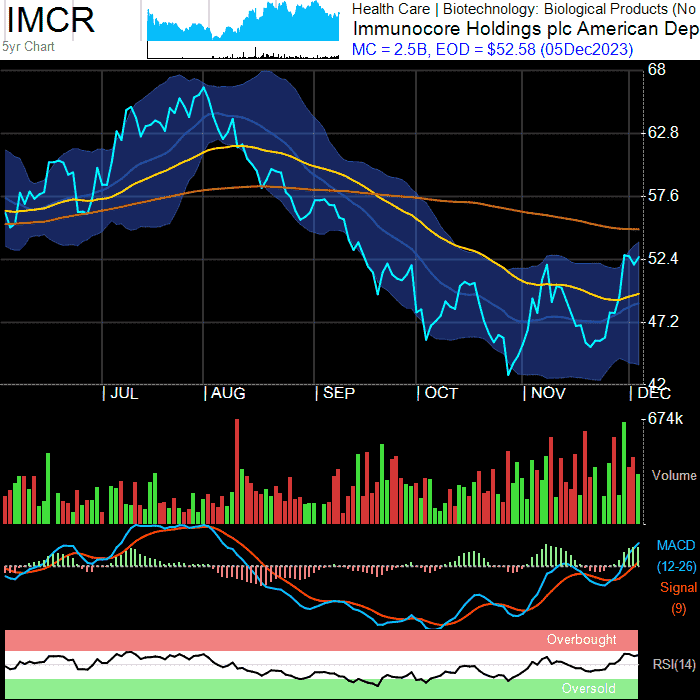 IMCR
5yr Chart
Health Care | Biotechnology: Biological Products (No
Immunocore Holdings plc American Dep
MC = 2.5B, EOD = $52.58 (05Dec2023)
68
62.8
57.6
52.4
47.2
42
| JUL | AUG | SEP | OCT | NOV | DEC
674k
Volume
MACD
(12-26)
Signal
(9)
Overbought
RSI(14)
Oversold